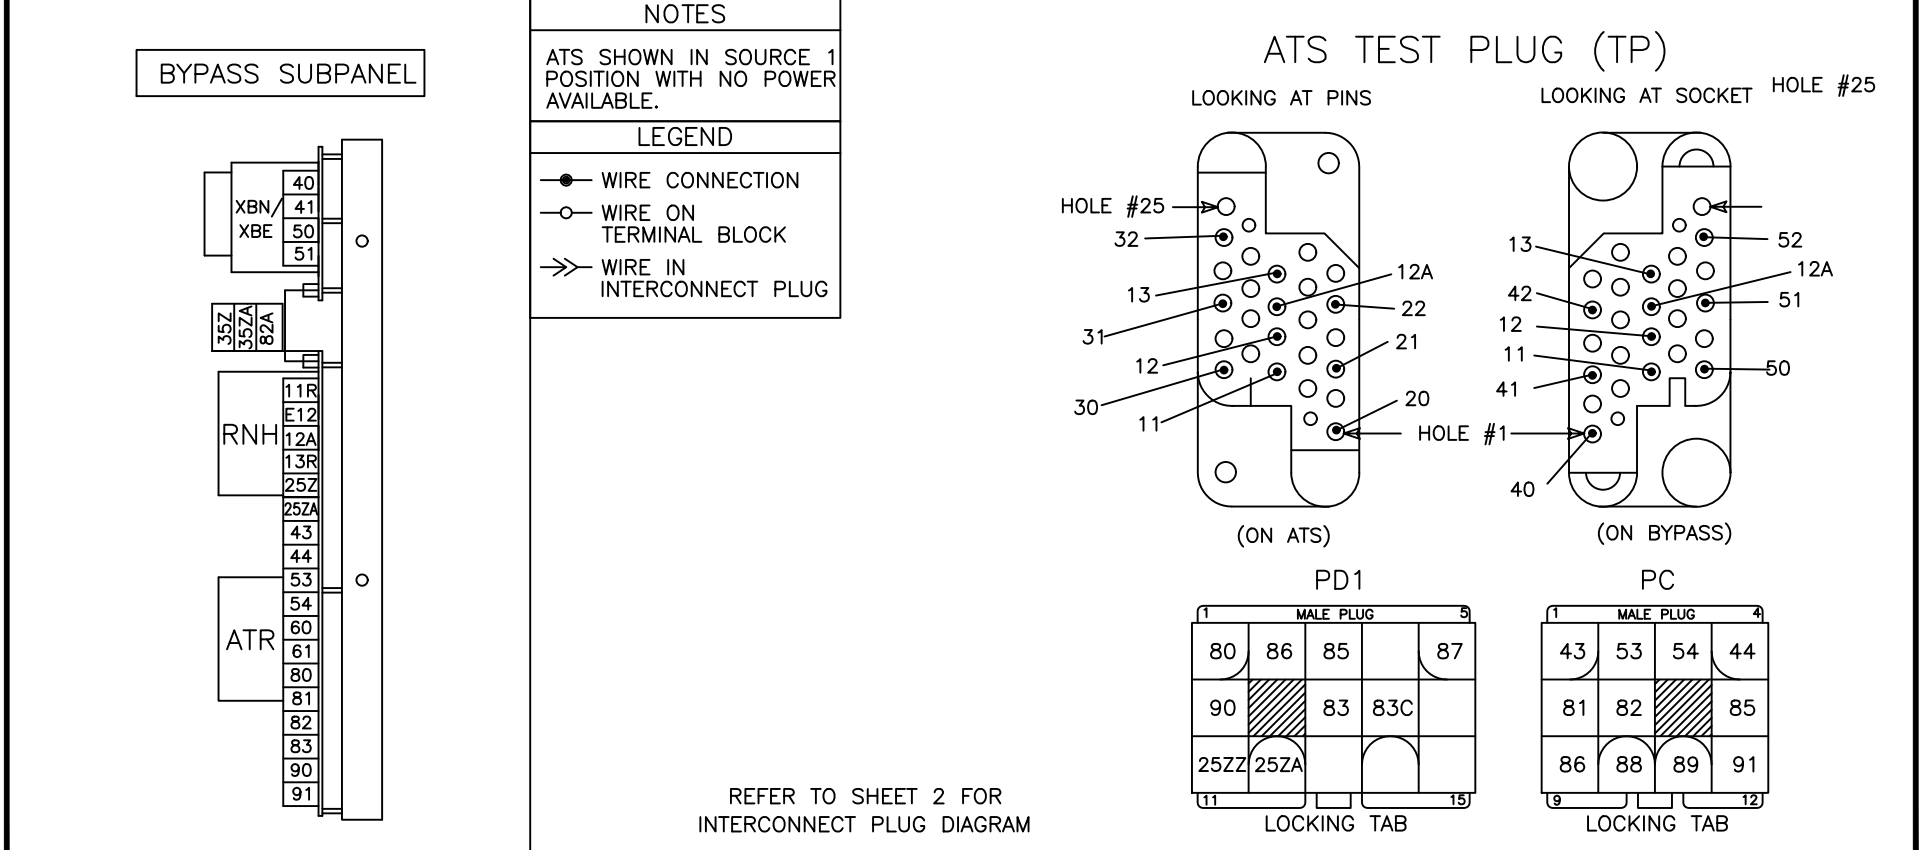 BYPASS SUBPANEL
XBN/
XBE
40
41
50
51
35Z
35ZA
82A
RNH
ATR
11R
E12
12A
13R
25Z
25ZA
43
44
53
54
60
61
80
81
82
83
90
91
NOTES
ATS SHOWN IN SOURCE 1
POSITION WITH NO POWER
AVAILABLE.
LEGEND
WIRE CONNECTION
WIRE ON
TERMINAL BLOCK
WIRE IN
INTERCONNECT PLUG
REFER TO SHEET 2 FOR
INTERCONNECT PLUG DIAGRAM
ATS TEST PLUG (TP)
LOOKING AT PINS
HOLE #25
32
13
31
12
30
11
12A
22
21
20
HOLE #1
(ON ATS)
LOOKING AT SOCKET
HOLE #25
13
42
12
11
41
40
52
12A
51
50
(ON BYPASS)
PD1
1 MALE PLUG 5
80 86 85 87
90 83 83C
25ZZ 25ZA
11 15
LOCKING TAB
PC
1 MALE PLUG 4
43 53 54 44
81 82 85
86 88 89 91
9 12
LOCKING TAB